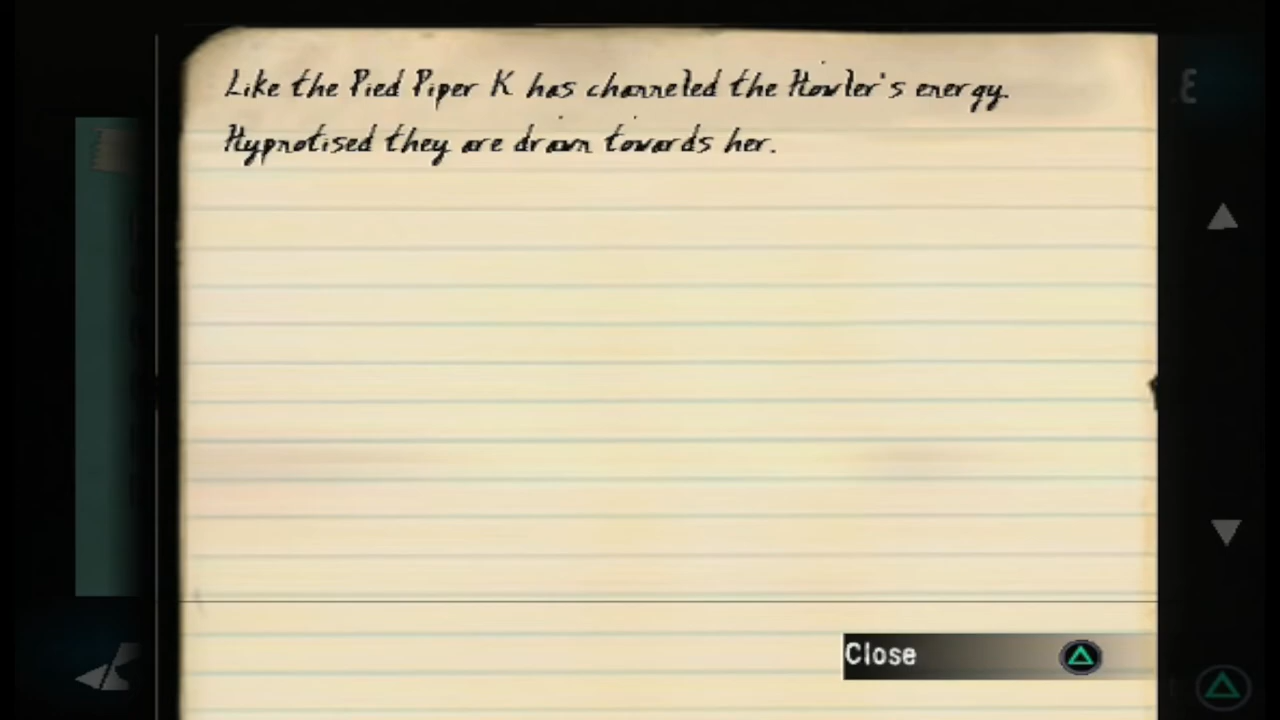 Like the Pied Piper K has channeled the Howler's energy.
Hypnotised they are drawn towards her.
Close